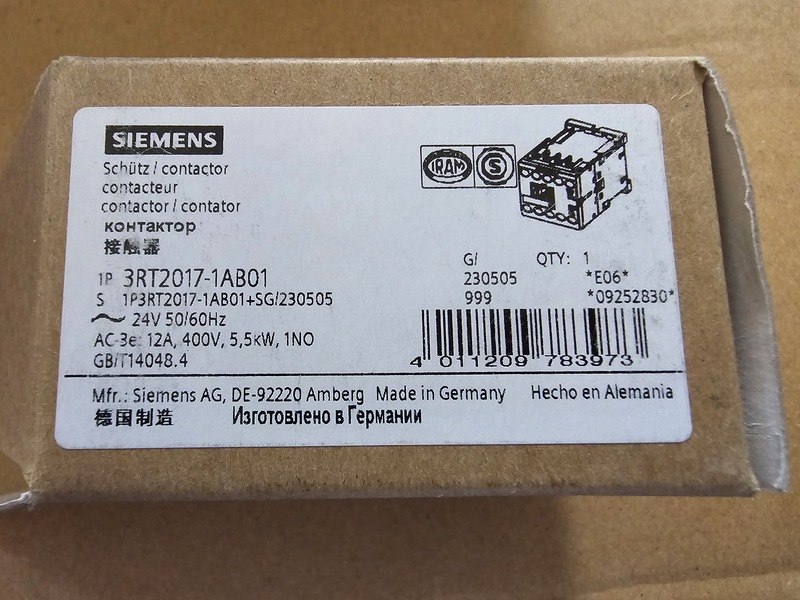 SIEMENS
Schütz / contactor
contacteur
contactor / contator
контактор
接触器
IRAM S
1P 3RT2017-1AB01
S 1P3RT2017-1AB01+SG/230505
24V 50/60Hz
AC-3e: 12A, 400V, 5,5kW, 1NO
GB/T14048.4
G/ QTY: 1
230505 *E06*
999 *09252830*
4 011209 783973
Mfr.: Siemens AG, DE-92220 Amberg Made in Germany Hecho en Alemania
德国制造 Изготовлено в Германии